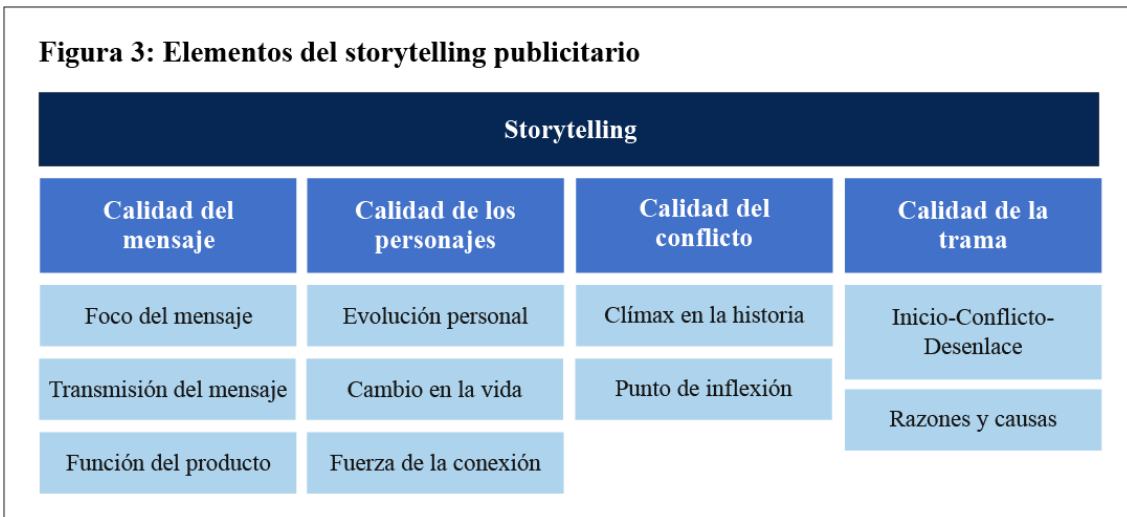 Figura 3: Elementos del storytelling publicitario
Storytelling
Calidad del
mensaje
Foco del mensaje
Transmisión del mensaje
Función del producto
Calidad de los
personajes
Evolución personal
Cambio en la vida
Fuerza de la conexión
Calidad del
conflicto
Clímax en la historia
Punto de inflexión
Calidad de la
trama
Inicio-Conflicto-
Desenlace
Razones y causas